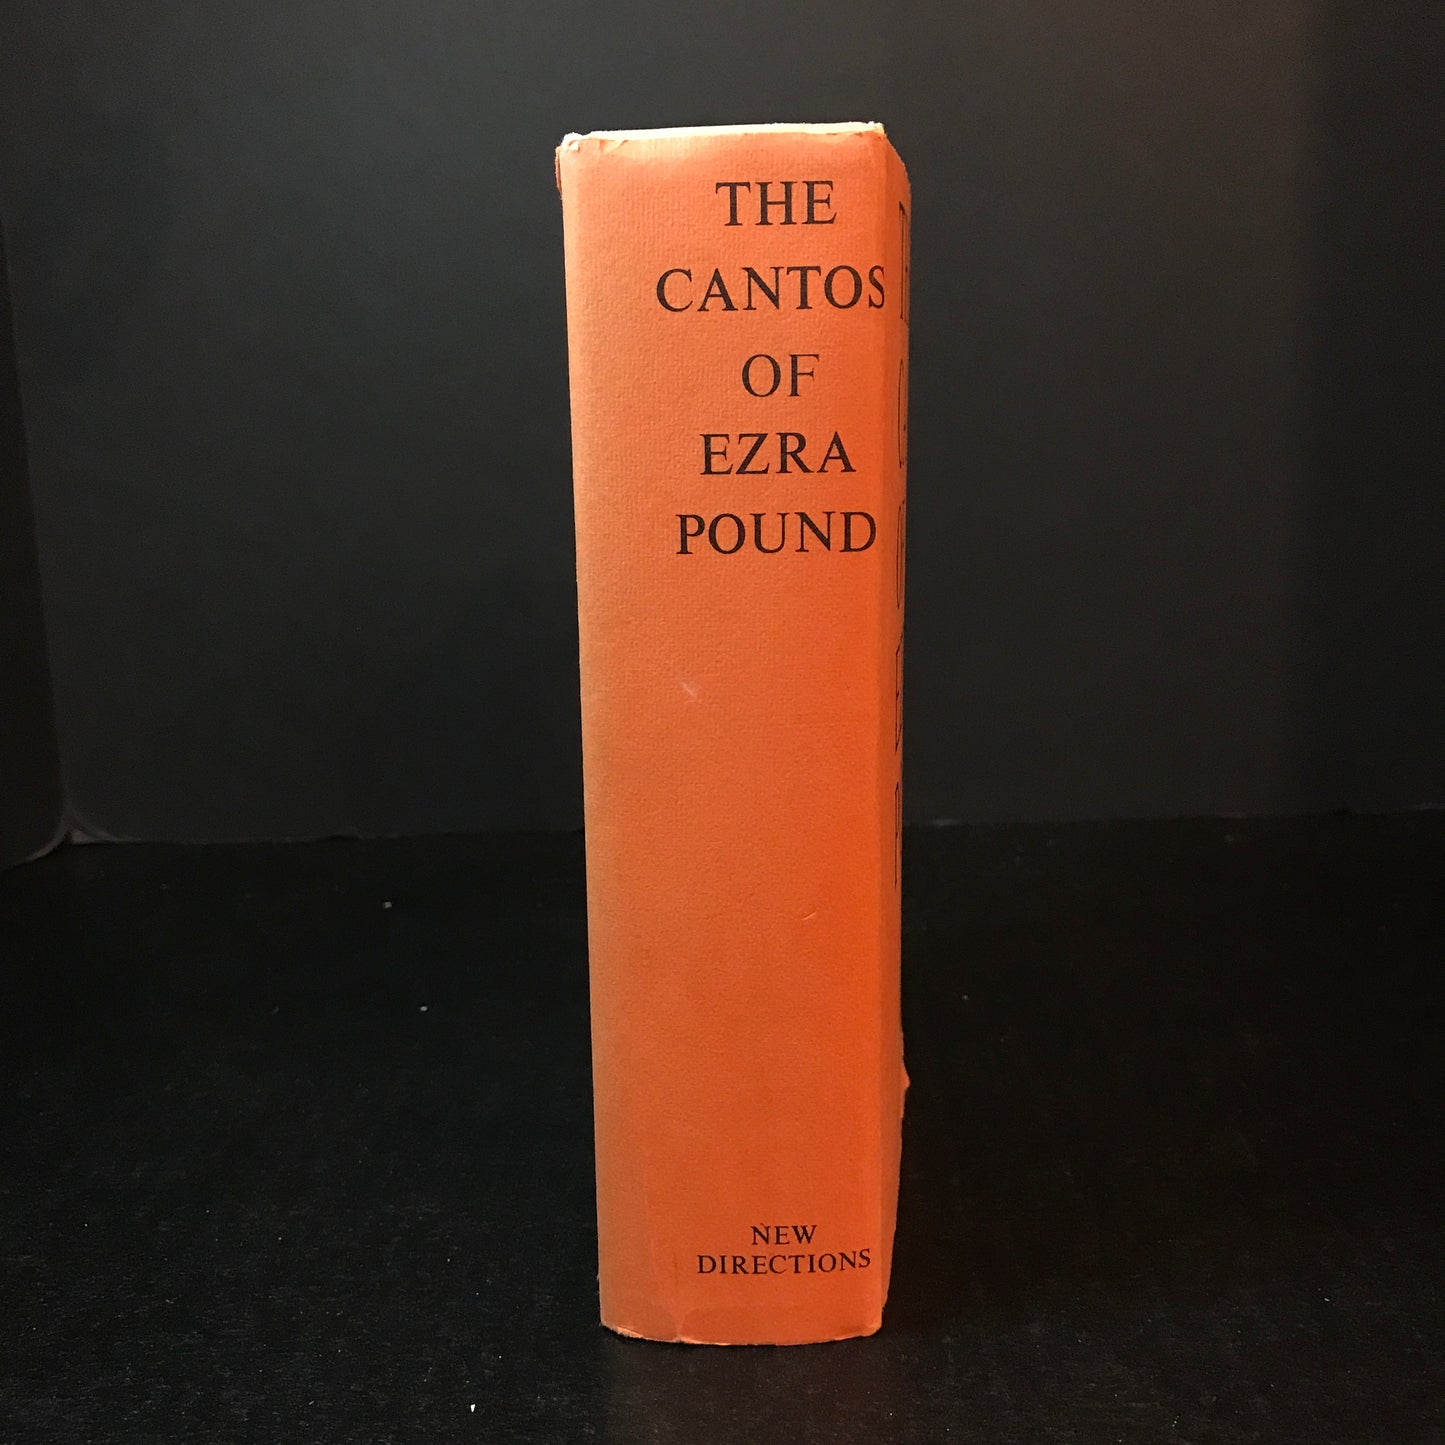 THE
CANTOS
OF
EZRA
POUND
NEW
DIRECTIONS